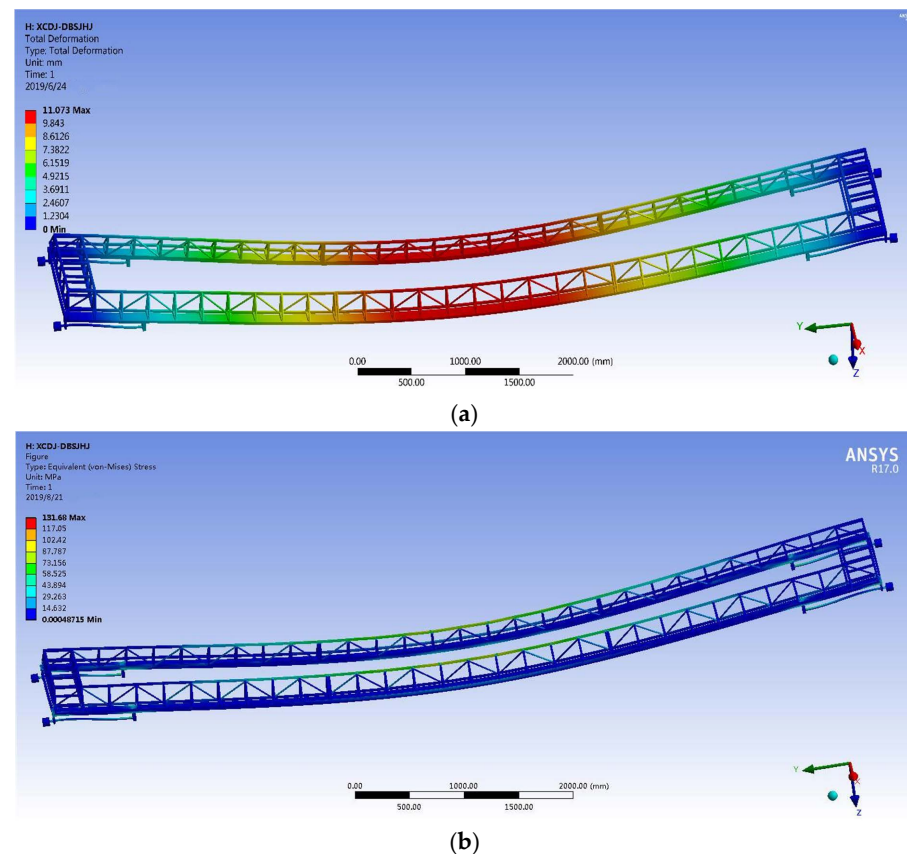 H: XCDJ-DBSJHJ
Total Deformation
Type: Total Deformation
Unit: mm
Time: 1
2019/6/24
11.073 Max
9.843
8.6126
7.3822
6.1519
4.9215
3.6911
2.4607
1.2304
0 Min
Y
X
Z
0.00 1000.00 2000.00 (mm)
500.00 1500.00
(a)
H: XCDJ-DBSJHJ
Figure
Type: Equivalent (von-Mises) Stress
Unit: MPa
Time: 1
2019/8/21
ANSYS
R17.0
131.68 Max
117.05
102.42
87.787
73.156
58.525
43.894
29.263
14.632
0.00048715 Min
Y
X
Z
0.00 1000.00 2000.00 (mm)
500.00 1500.00
(b)